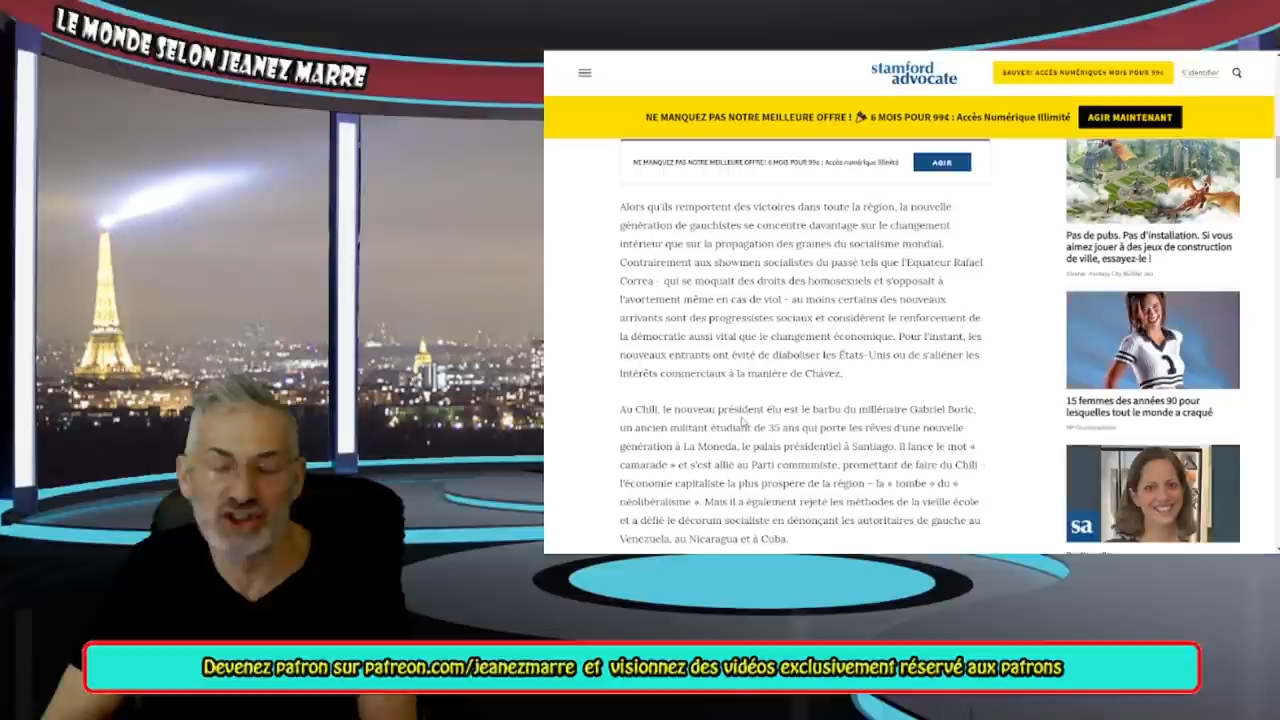 LE MONDE SELON JEANEZ MARRE
stamford
advocate
SAUVER! ACCÈS NUMÉRIQUES MOIS POUR 99¢
S'identifier
NE MANQUEZ PAS NOTRE MEILLEURE OFFRE ! 6 MOIS POUR 99¢ : Accès Numérique Illimité
AGIR MAINTENANT
NE MANQUEZ PAS NOTRE MEILLEURE OFFRE! 6 MOIS POUR 99¢ : Accès numérique illimité
AGIR
Alors qu'ils remportent des victoires dans toute la région, la nouvelle
génération de gauchistes se concentre davantage sur le changement
intérieur que sur la propagation des graines du socialisme mondial.
Contrairement aux showmen socialistes du passé tels que l'Equateur Rafael
Correa - qui se moquait des droits des homosexuels et s'opposait à
l'avortement même en cas de viol - au moins certains des nouveaux
arrivants sont des progressistes sociaux et considèrent le renforcement de
la démocratie aussi vital que le changement économique. Pour l'instant, les
nouveaux entrants ont évité de diaboliser les États-Unis ou de s'aliéner les
intérêts commerciaux à la manière de Chávez.
Au Chili, le nouveau président élu est le barbu du millénaire Gabriel Boric,
un ancien militant étudiant de 35 ans qui porte les rêves d'une nouvelle
génération à La Moneda, le palais présidentiel à Santiago. Il lance le mot «
camarade » et s'est allié au Parti communiste, promettant de faire du Chili -
l'économie capitaliste la plus prospère de la région – la « tombe » du «
néolibéralisme ». Mais il a également rejeté les méthodes de la vieille école
et a défié le décorum socialiste en dénonçant les autoritaires de gauche au
Venezuela, au Nicaragua et à Cuba.
Pas de pubs. Pas d'installation. Si vous
aimez jouer à des jeux de construction
de ville, essayez-le !
15 femmes des années 90 pour
lesquelles tout le monde a craqué
sa
Devenez patron sur patreon.com/jeanezmarre et visionnez des vidéos exclusivement réservé aux patrons